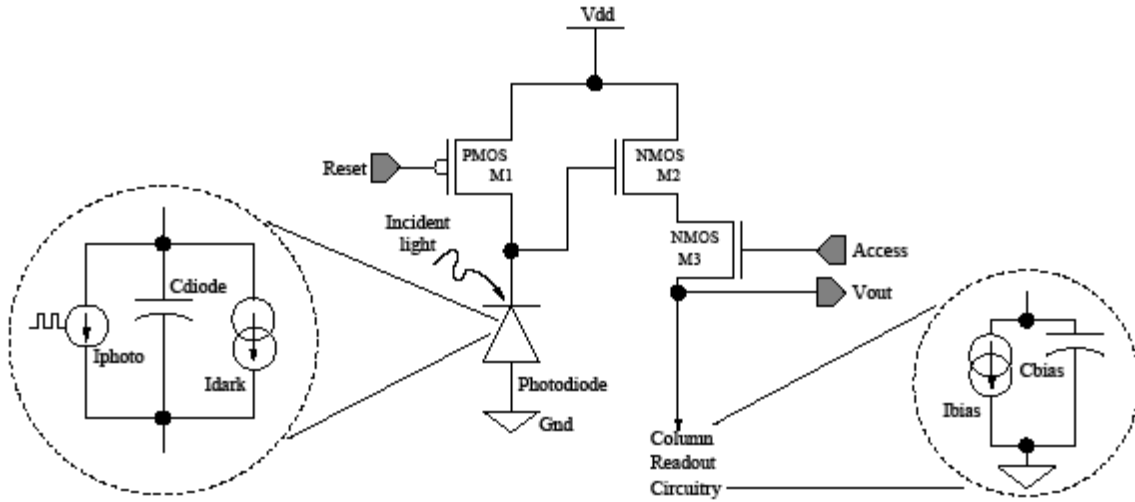 Vdd
Reset
PMOS
M1
NMOS
M2
Incident
light
NMOS
M3
Access
Vout
Cdiode
Iphoto
Idark
Photodiode
Gnd
Column
Readout
Circuitry
Cbias
Ibias